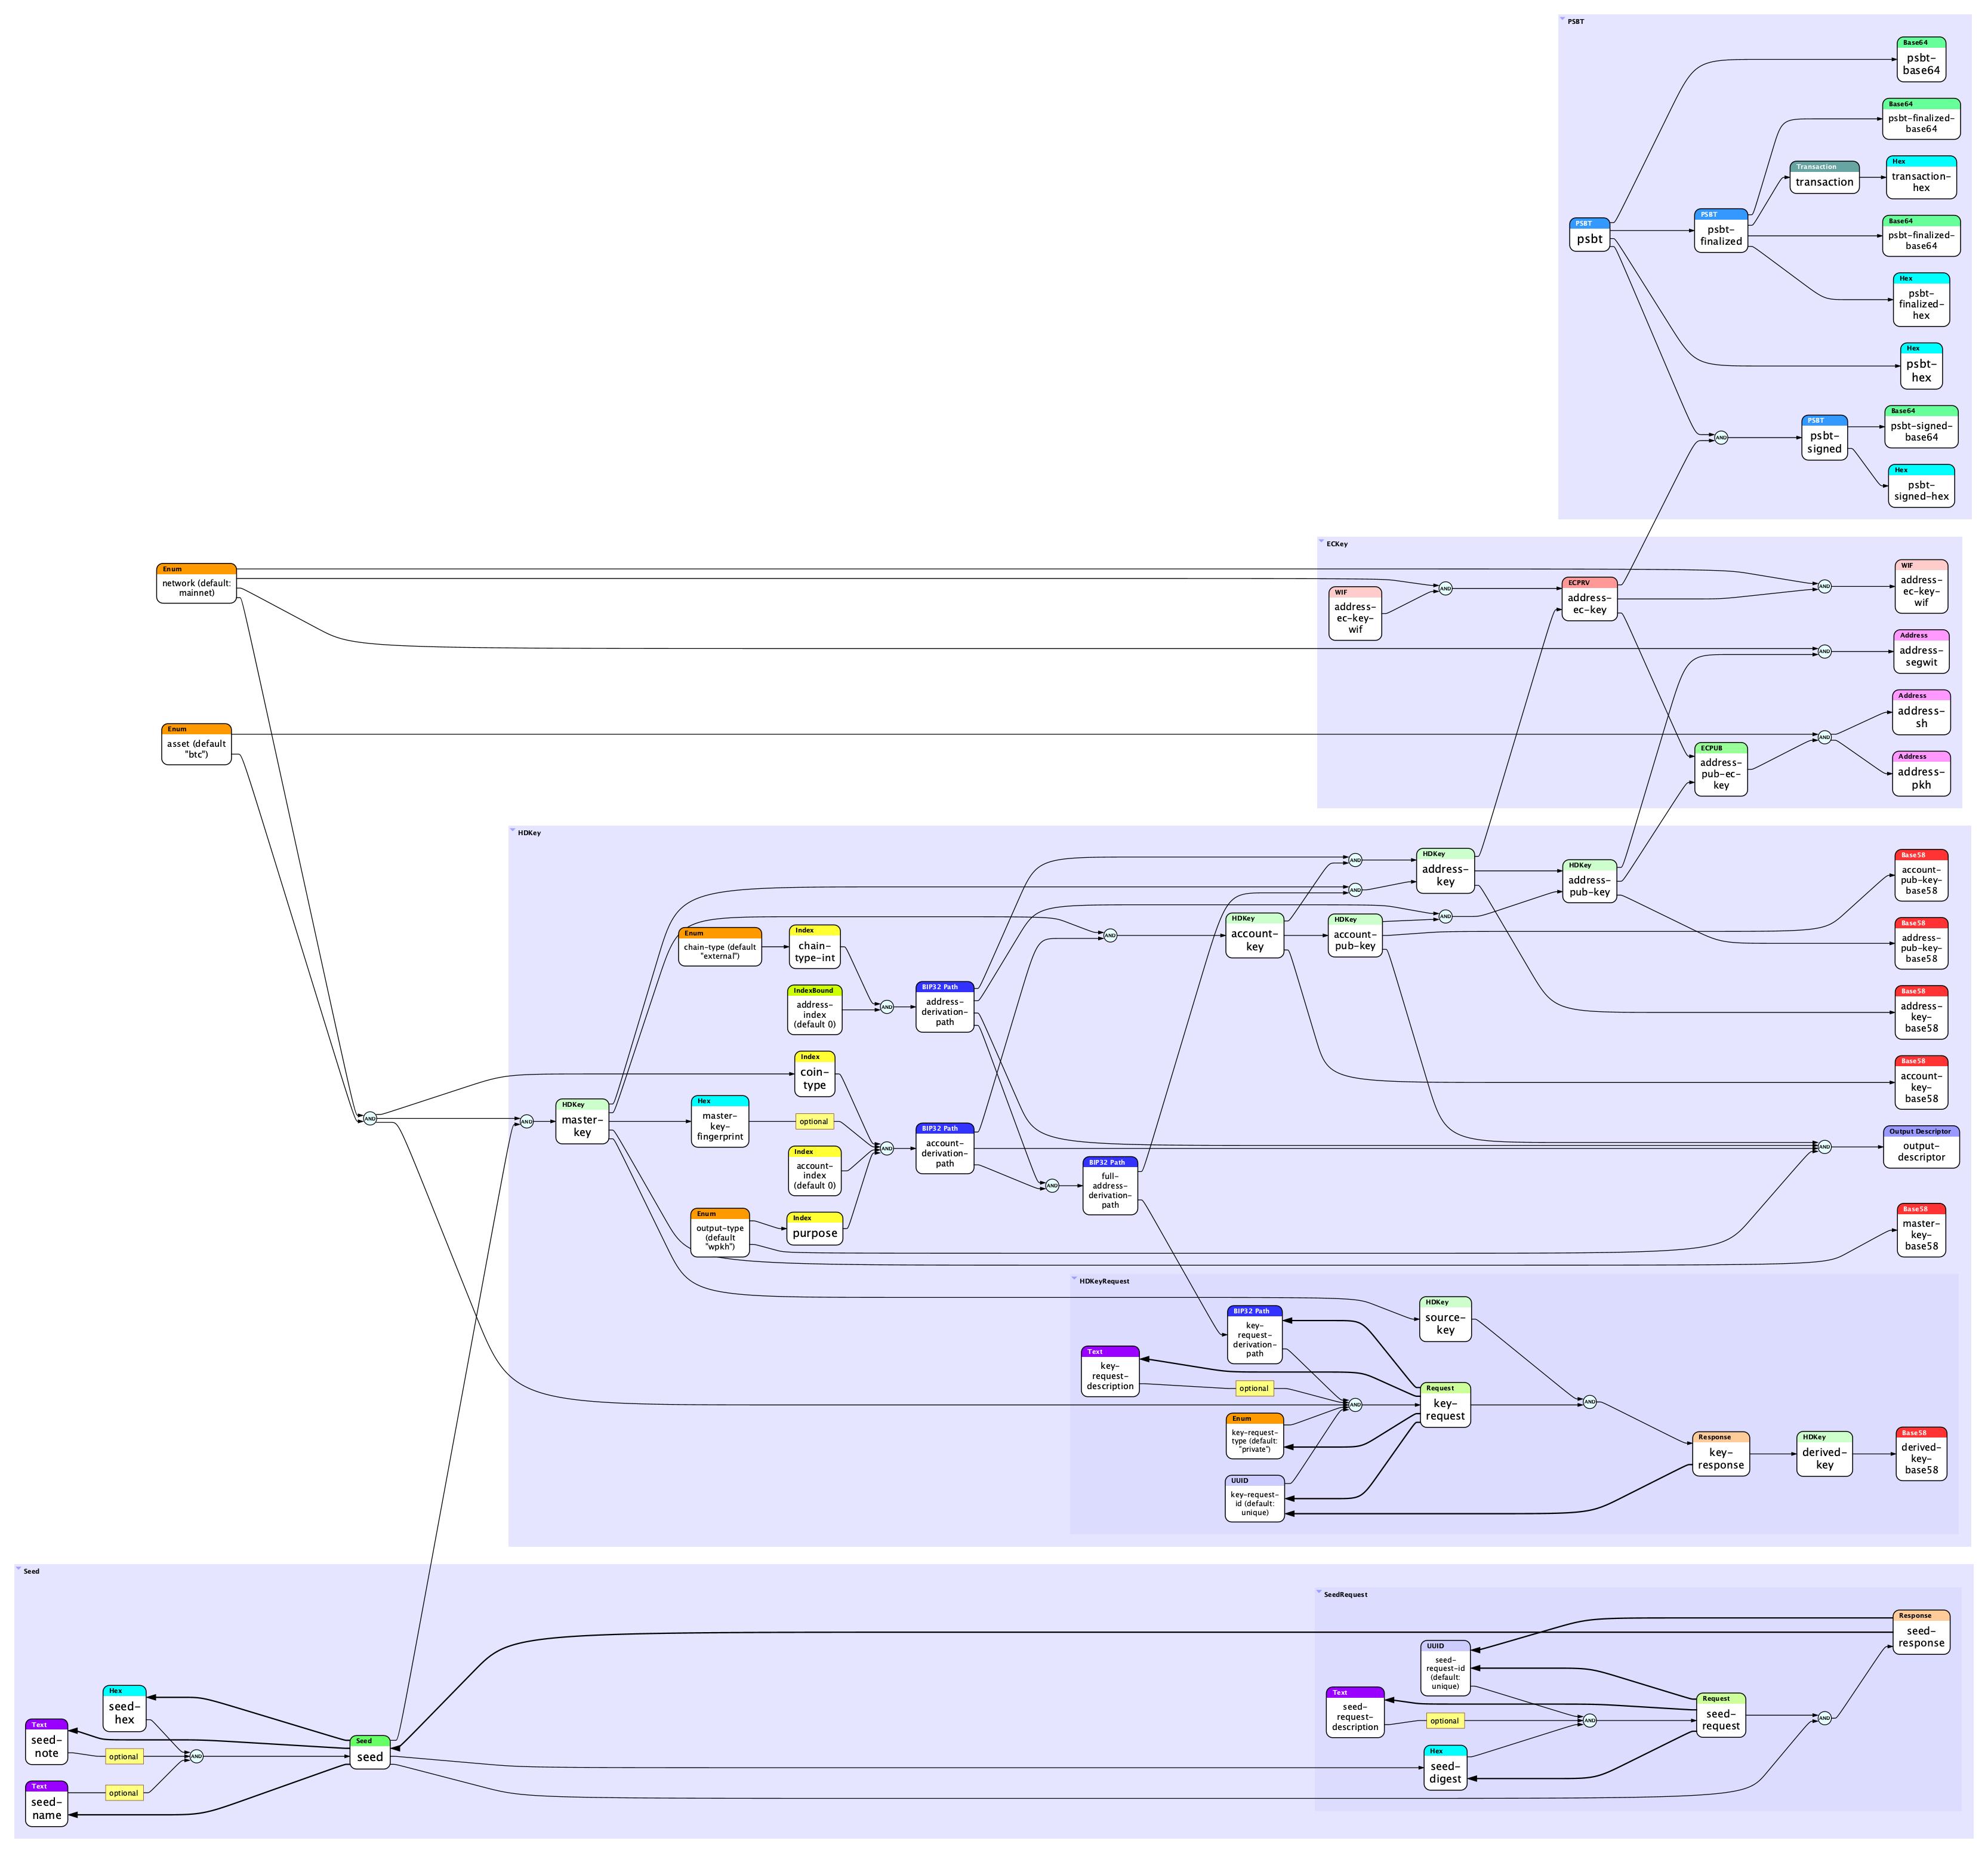 PSBT
Base64
psbt-
base64
Base64
psbt-finalized-
base64
Transaction
transaction
Hex
transaction-
hex
PSBT
psbt
PSBT
psbt-
finalized
Base64
psbt-finalized-
base64
Hex
psbt-
finalized-
hex
Hex
psbt-
hex
AND
PSBT
psbt-
signed
Base64
psbt-signed-
base64
Hex
psbt-
signed-hex
ECKey
Enum
network (default:
mainnet)
WIF
address-
ec-key-
wif
AND
ECPRV
address-
ec-key
AND
WIF
address-
ec-key-
wif
AND
Address
address-
segwit
Enum
asset (default
"btc")
Address
address-
sh
ECPUB
address-
pub-ec-
key
AND
Address
address-
pkh
HDKey
AND
AND
HDKey
address-
key
HDKey
address-
pub-key
Base58
account-
pub-key-
base58
Enum
chain-type (default
"external")
Index
chain-
type-int
AND
HDKey
account-
key
HDKey
account-
pub-key
AND
Base58
address-
pub-key-
base58
IndexBound
address-
index
(default 0)
AND
BIP32 Path
address-
derivation-
path
Base58
address-
key-
base58
Index
coin-
type
Base58
account-
key-
base58
AND
AND
HDKey
master-
key
Hex
master-
key-
fingerprint
optional
Index
account-
index
(default 0)
AND
BIP32 Path
account-
derivation-
path
AND
BIP32 Path
full-
address-
derivation-
path
AND
Output Descriptor
output-
descriptor
Enum
output-type
(default
"wpkh")
Index
purpose
Base58
master-
key-
base58
HDKeyRequest
BIP32 Path
key-
request-
derivation-
path
HDKey
source-
key
Text
key-
request-
description
optional
AND
Request
key-
request
AND
Enum
key-request-
type (default:
"private")
UUID
key-request-
id (default:
unique)
Response
key-
response
HDKey
derived-
key
Base58
derived-
key-
base58
Seed
SeedRequest
Response
seed-
response
UUID
seed-
request-id
(default:
unique)
Text
seed-
request-
description
optional
AND
Request
seed-
request
AND
Hex
seed-
digest
Hex
seed-
hex
Text
seed-
note
optional
AND
Seed
seed
Text
seed-
name
optional